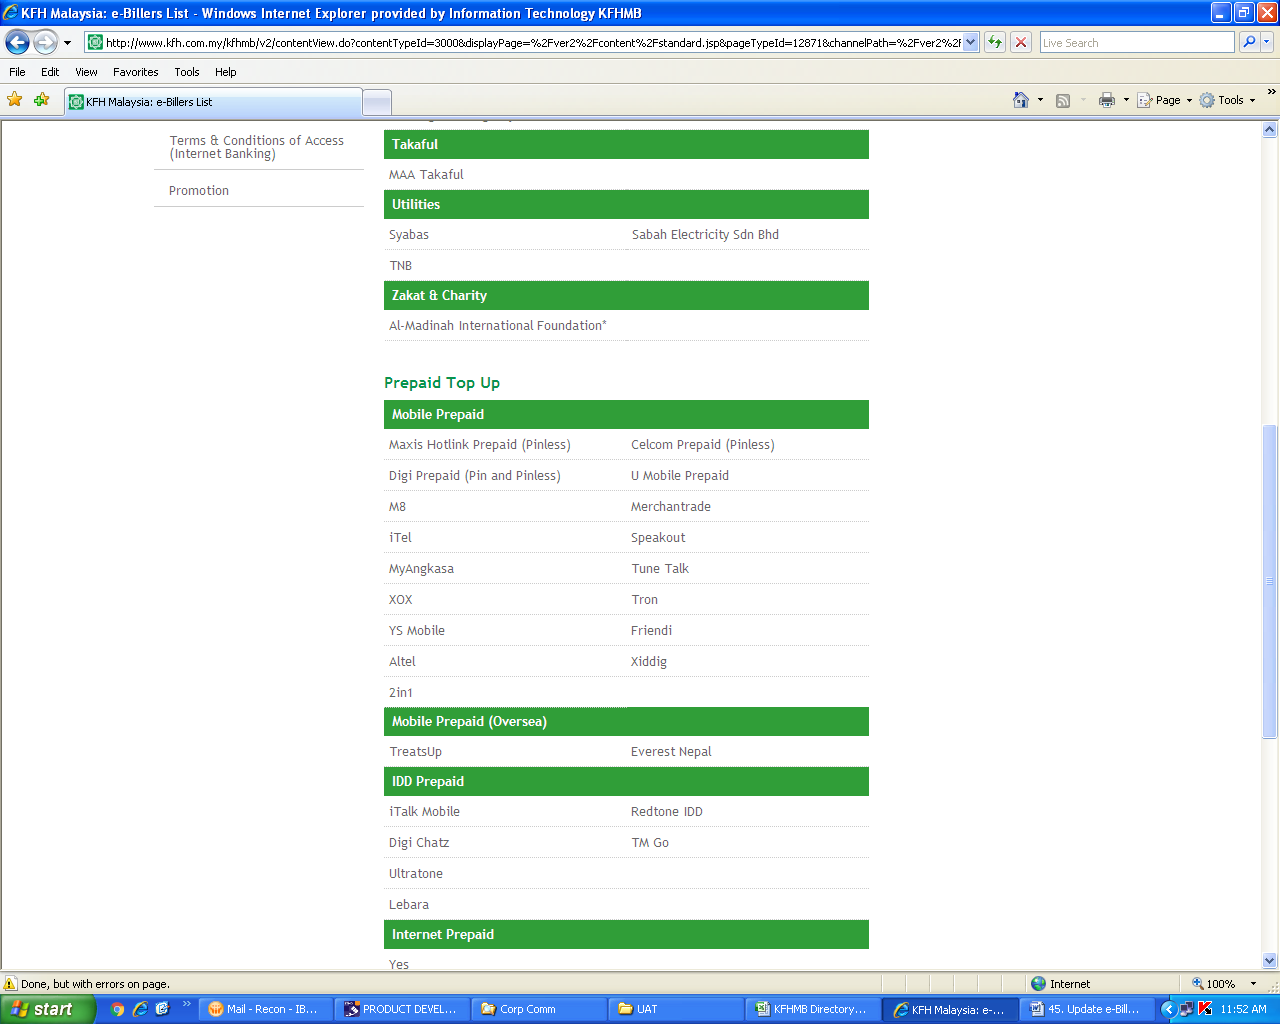 KFH Malaysia: e-Billers List - Windows Internet Explorer provided by Information Technology KFHMB
http://www.kfh.com.my/kfhmb/v2/contentView.do?contentTypeId=3000&displayPage=%2Fver2%2Fcontent%2Fstandard.jsp&pageTypeId=12871&channelPath=%2Fver2%2F
Live Search
File Edit View Favorites Tools Help
KFH Malaysia: e-Billers List
Page Tools
Terms & Conditions of Access
(Internet Banking)
Promotion
Takaful
MAA Takaful
Utilities
Syabas Sabah Electricity Sdn Bhd
TNB
Zakat & Charity
Al-Madinah International Foundation*
Prepaid Top Up
Mobile Prepaid
Maxis Hotlink Prepaid (Pinless) Celcom Prepaid (Pinless)
Digi Prepaid (Pin and Pinless) U Mobile Prepaid
M8 Merchantrade
iTel Speakout
MyAngkasa Tune Talk
XOX Tron
YS Mobile Friendi
Altel Xiddig
2in1
Mobile Prepaid (Oversea)
TreatsUp Everest Nepal
IDD Prepaid
iTalk Mobile Redtone IDD
Digi Chatz TM Go
Ultratone
Lebara
Internet Prepaid
Yes
Done, but with errors on page. Internet 100%
start Mail - Recon - IB... PRODUCT DEVEL... Corp Comm UAT KFHMB Directory... KFH Malaysia: e-... 45. Update e-Bill... 11:52 AM